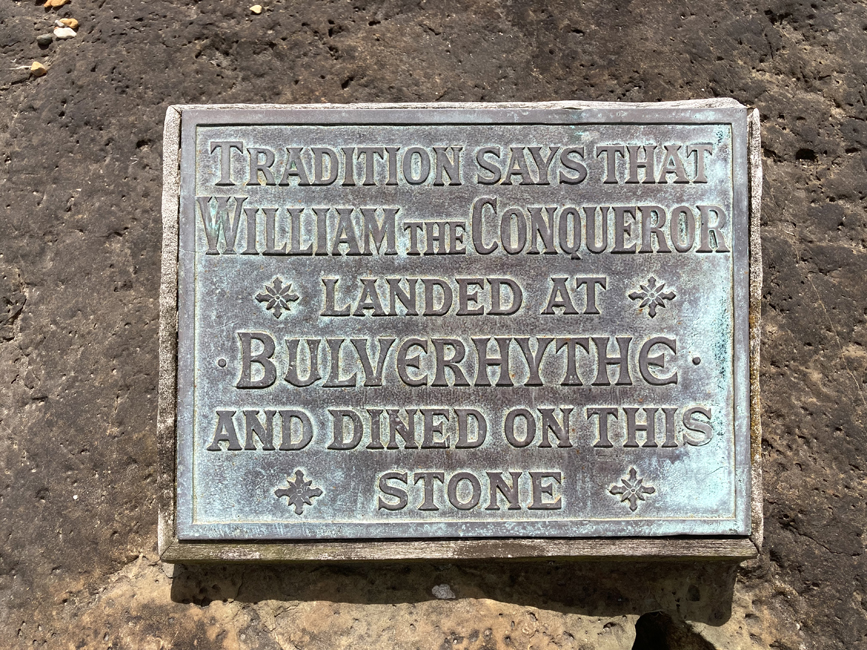 TRADITION SAYS THAT
WILLIAM THE CONQUEROR
LANDED AT
· BULVERHYTHE ·
AND DINED ON THIS
STONE